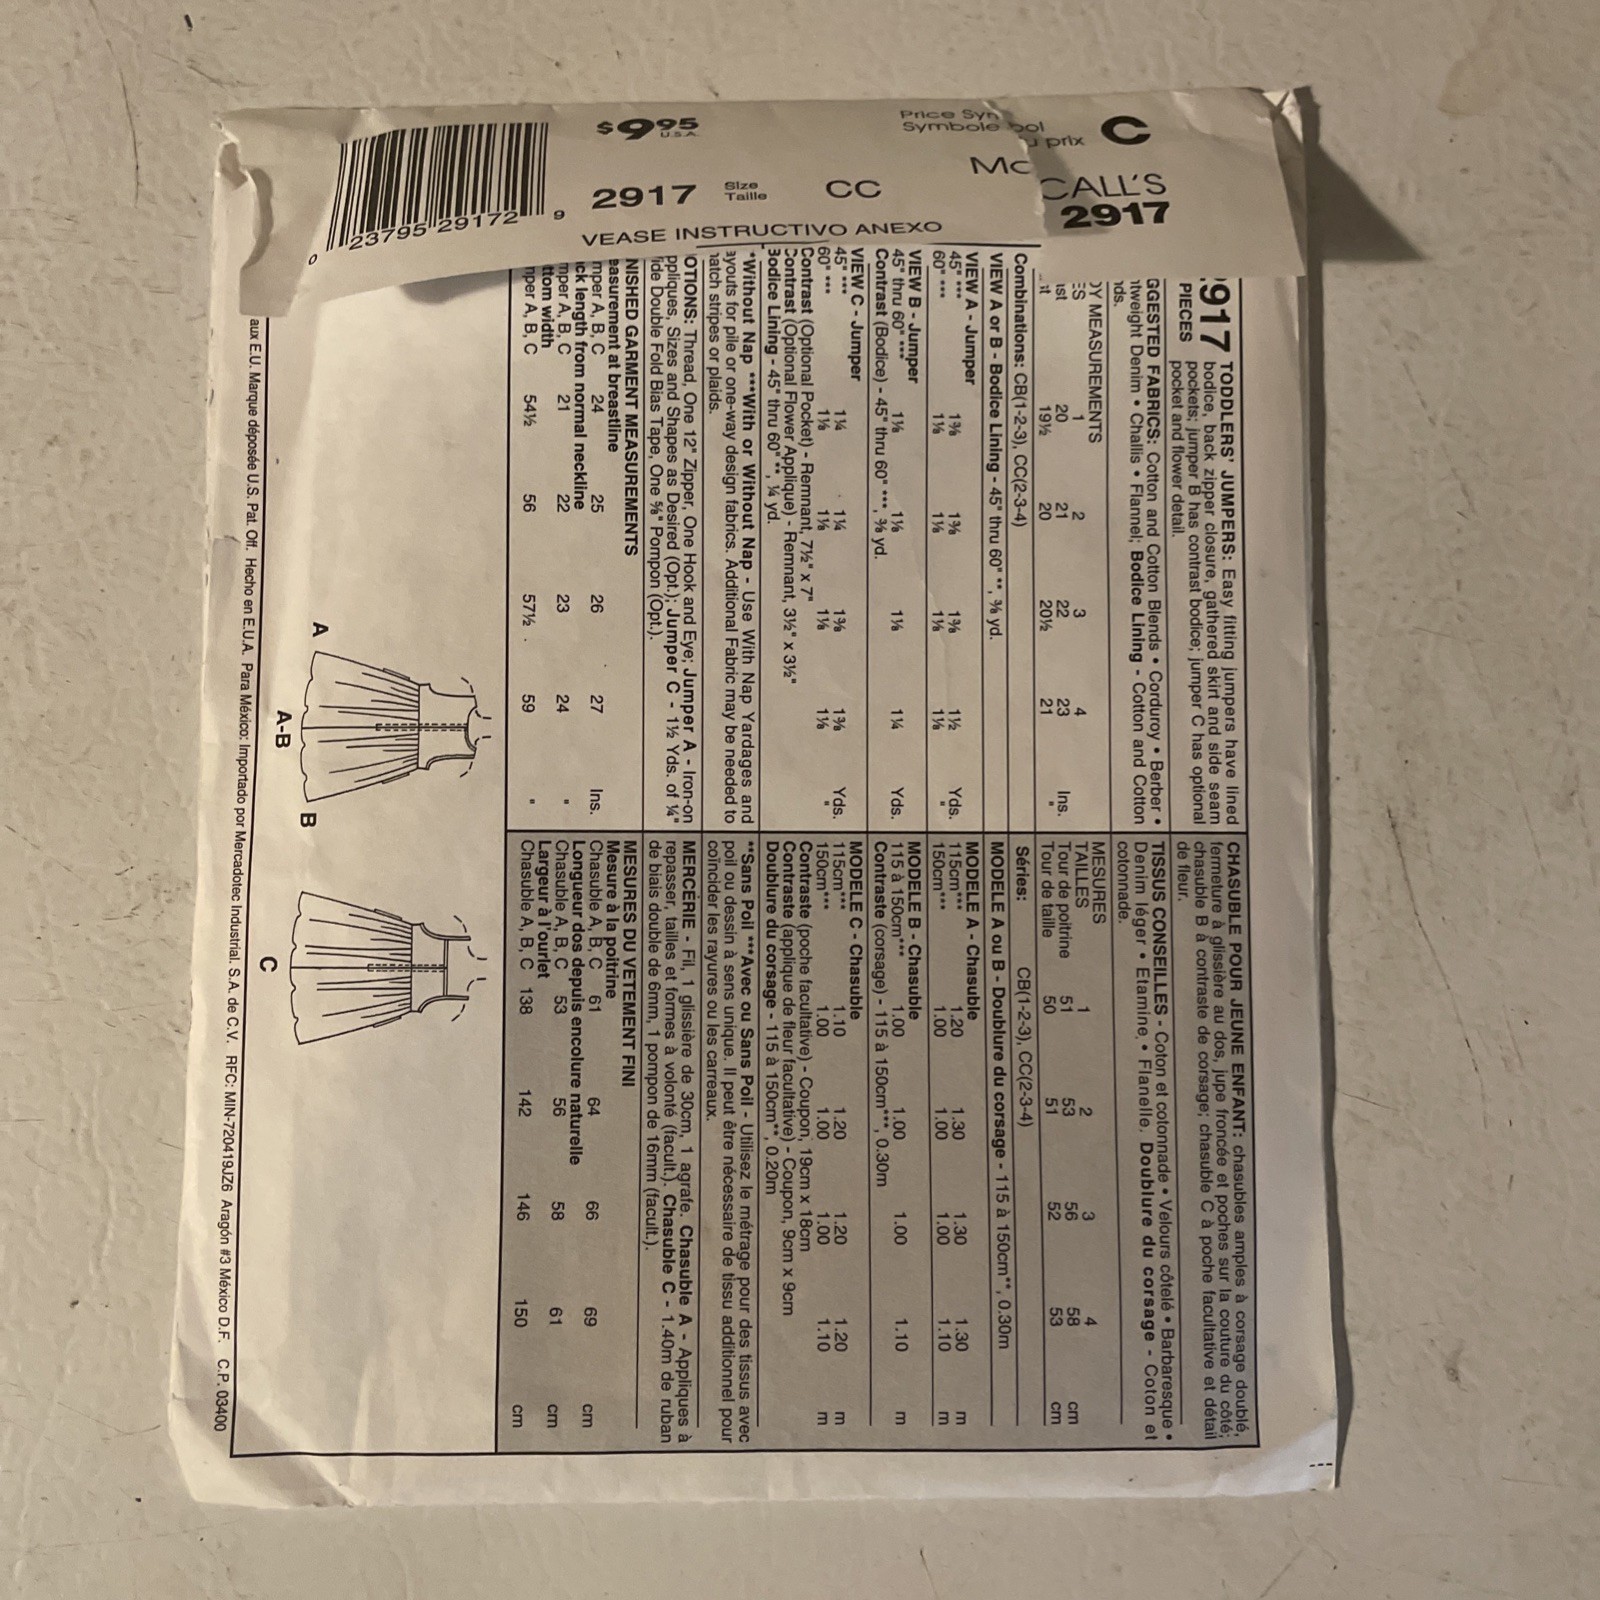 $9.95
U.S.A.
Price Sym bol
Symbole u prix
C
2917
Size
Taille
CC
McCALL'S
2917
VEASE INSTRUCTIVO ANEXO
0 23795 29172 9
917 TODDLERS' JUMPERS: Easy fitting jumpers have lined
PIECES bodice, back zipper closure, gathered skirt and side seam
pockets; jumper B has contrast bodice; jumper C has optional
pocket and flower detail.
GGESTED FABRICS: Cotton and Cotton Blends • Corduroy • Berber •
tweight Denim • Challis • Flannel; Bodice Lining - Cotton and Cotton
ds.
DY MEASUREMENTS
ES 1 2 3 4
st 20 21 22 23 Ins.
st 19½ 20 20½ 21 "
Combinations: CB(1-2-3), CC(2-3-4)
VIEW A or B - Bodice Lining - 45" thru 60" **, ⅜ yd.
VIEW A - Jumper
45" *** 1⅜ 1⅜ 1⅜ 1½ Yds.
60" *** 1⅛ 1⅛ 1⅛ 1⅛ "
VIEW B - Jumper
45" thru 60" *** 1⅛ 1⅛ 1⅛ 1¼ Yds.
Contrast (Bodice) - 45" thru 60" ***, ⅜ yd.
VIEW C - Jumper
45" *** 1¼ 1¼ 1⅜ 1⅜ Yds.
60" *** 1⅛ 1⅛ 1⅛ 1⅛ "
Contrast (Optional Pocket) - Remnant, 7½" x 7"
Contrast (Optional Flower Applique) - Remnant, 3½" x 3½"
Bodice Lining - 45" thru 60" **, ¼ yd.
**Without Nap ***With or Without Nap - Use With Nap Yardages and
ayouts for pile or one-way design fabrics. Additional Fabric may be needed to
natch stripes or plaids.
OTIONS: Thread, One 12" Zipper, One Hook and Eye; Jumper A - Iron-on
ppliques, Sizes and Shapes as Desired (Opt.); Jumper C - 1½ Yds. of ¼"
ide Double Fold Bias Tape, One ⅝" Pompon (Opt.).
NISHED GARMENT MEASUREMENTS
easurement at breastline
mper A, B, C 24 25 26 27 Ins.
ck length from normal neckline
mper A, B, C 21 22 23 24 "
ttom width
mper A, B, C 54½ 56 57½ 59 "
CHASUBLE POUR JEUNE ENFANT: chasubles amples à corsage doublé,
fermeture à glissière au dos, jupe froncée et poches sur la couture du côté;
chasuble B à contraste de corsage; chasuble C à poche facultative et détail
de fleur.
TISSUS CONSEILLES - Coton et cotonnade • Velours côtelé • Barbaresque •
Denim léger • Etamine • Flanelle. Doublure du corsage - Coton et
cotonnade.
MESURES
TAILLES 1 2 3 4
Tour de poitrine 51 53 56 58 cm
Tour de taille 50 51 52 53 cm
Séries: CB(1-2-3), CC(2-3-4)
MODELE A ou B - Doublure du corsage - 115 à 150cm**, 0.30m
MODELE A - Chasuble
115cm*** 1.20 1.30 1.30 1.30 m
150cm*** 1.00 1.00 1.00 1.10 m
MODELE B - Chasuble
115 à 150cm*** 1.00 1.00 1.00 1.10 m
Contraste (corsage) - 115 à 150cm***, 0.30m
MODELE C - Chasuble
115cm*** 1.10 1.20 1.20 1.20 m
150cm*** 1.00 1.00 1.00 1.10 m
Contraste (poche facultative) - Coupon, 19cm x 18cm
Contraste (applique de fleur facultative) - Coupon, 9cm x 9cm
Doublure du corsage - 115 à 150cm**, 0.20m
**Sans Poil ***Avec ou Sans Poil - Utilisez le métrage pour des tissus avec
poil ou dessin à sens unique. Il peut être nécessaire de tissu additionnel pour
coïncider les rayures ou les carreaux.
MERCERIE - Fil, 1 glissière de 30cm, 1 agrafe. Chasuble A - Appliques à
repasser, tailles et formes à volonté (facult.). Chasuble C - 1.40m de ruban
de biais double de 6mm, 1 pompon de 16mm (facult.).
MESURES DU VETEMENT FINI
Mesure à la poitrine
Chasuble A, B, C 61 64 66 69 cm
Longueur dos depuis encolure naturelle
Chasuble A, B, C 53 56 58 61 cm
Largeur à l'ourlet
Chasuble A, B, C 138 142 146 150 cm
A
A-B
B
C
aux E.U. Marque déposée U.S. Pat. Off. Hecho en E.U.A. Para México: Importado por Mercadotec Industrial. S.A. de C.V. RFC: MIN-720419JZ6 Aragón #3 México D.F. C.P. 03400